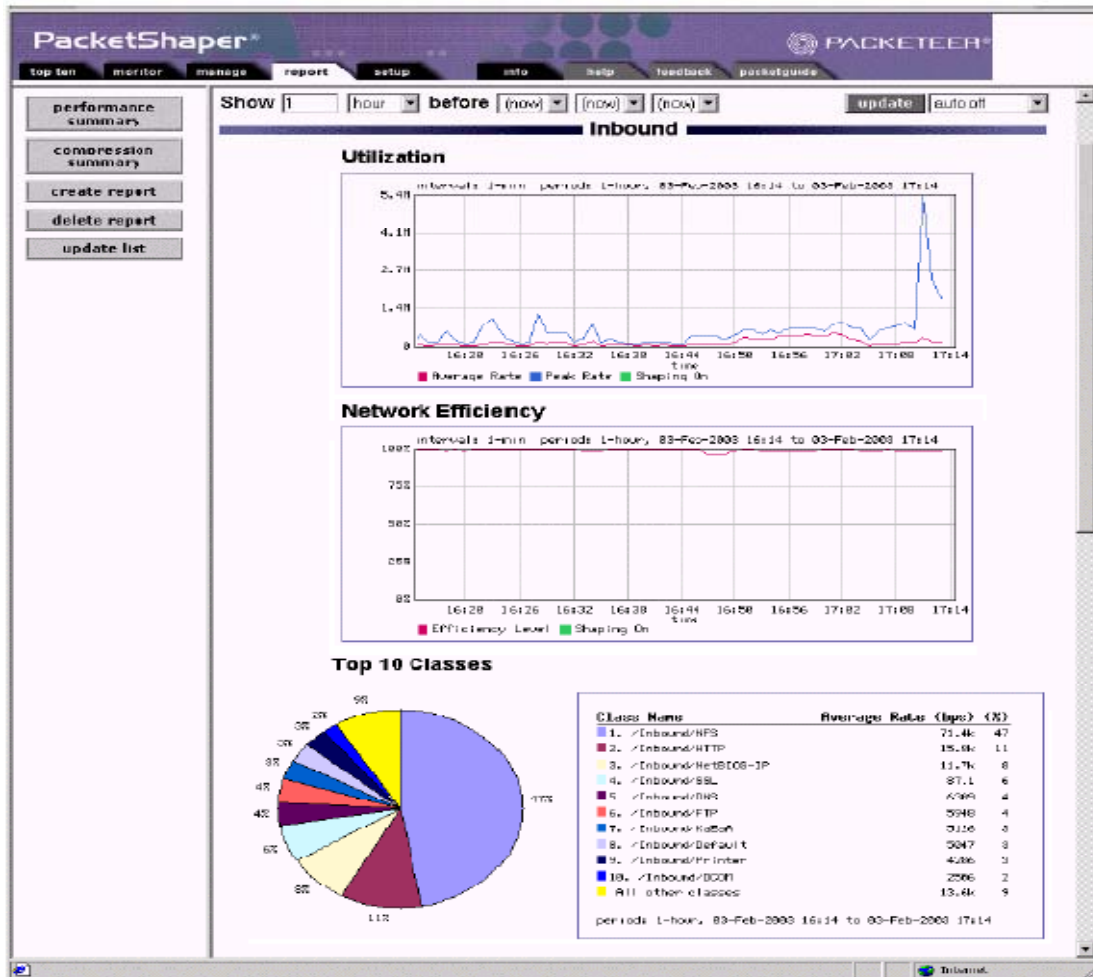 PacketShaper®
PACKETEER®
top ten monitor manage report setup info help feedback packetguide
performance summary
compression summary
create report
delete report
update list
Show 1 hour before (now) (now) (now) update auto off
Inbound
Utilization
intervals 1-min periods 1-hour, 03-Feb-2003 16:14 to 03-Feb-2003 17:14
5.4M
4.1M
2.7M
1.4M
0
16:20 16:26 16:32 16:38 16:44 16:50 16:56 17:02 17:08 17:14
time
Average Rate Peak Rate Shaping On
Network Efficiency
intervals 1-min periods 1-hour, 03-Feb-2003 16:14 to 03-Feb-2003 17:14
100%
75%
50%
25%
0%
16:20 16:26 16:32 16:38 16:44 16:50 16:56 17:02 17:08 17:14
time
Efficiency Level Shaping On
Top 10 Classes
9%
2%
3%
3%
3%
4%
4%
6%
8%
11%
47%
Class Name Average Rate (bps) (%)
1. /Inbound/NFS 71.4k 47
2. /Inbound/HTTP 11
3. /Inbound/NetBIOS-IP 11.7k 8
4. /Inbound/SSL 87.1 6
5. /Inbound/DNS 6309 4
6. /Inbound/FTP 5948 4
7. /Inbound/KaZaA 3
8. /Inbound/Default 5047 3
9. /Inbound/Printer 4206 3
10. /Inbound/DCOM 2506 2
All other classes 13.6k 9
periods 1-hour, 03-Feb-2003 16:14 to 03-Feb-2003 17:14
Internet